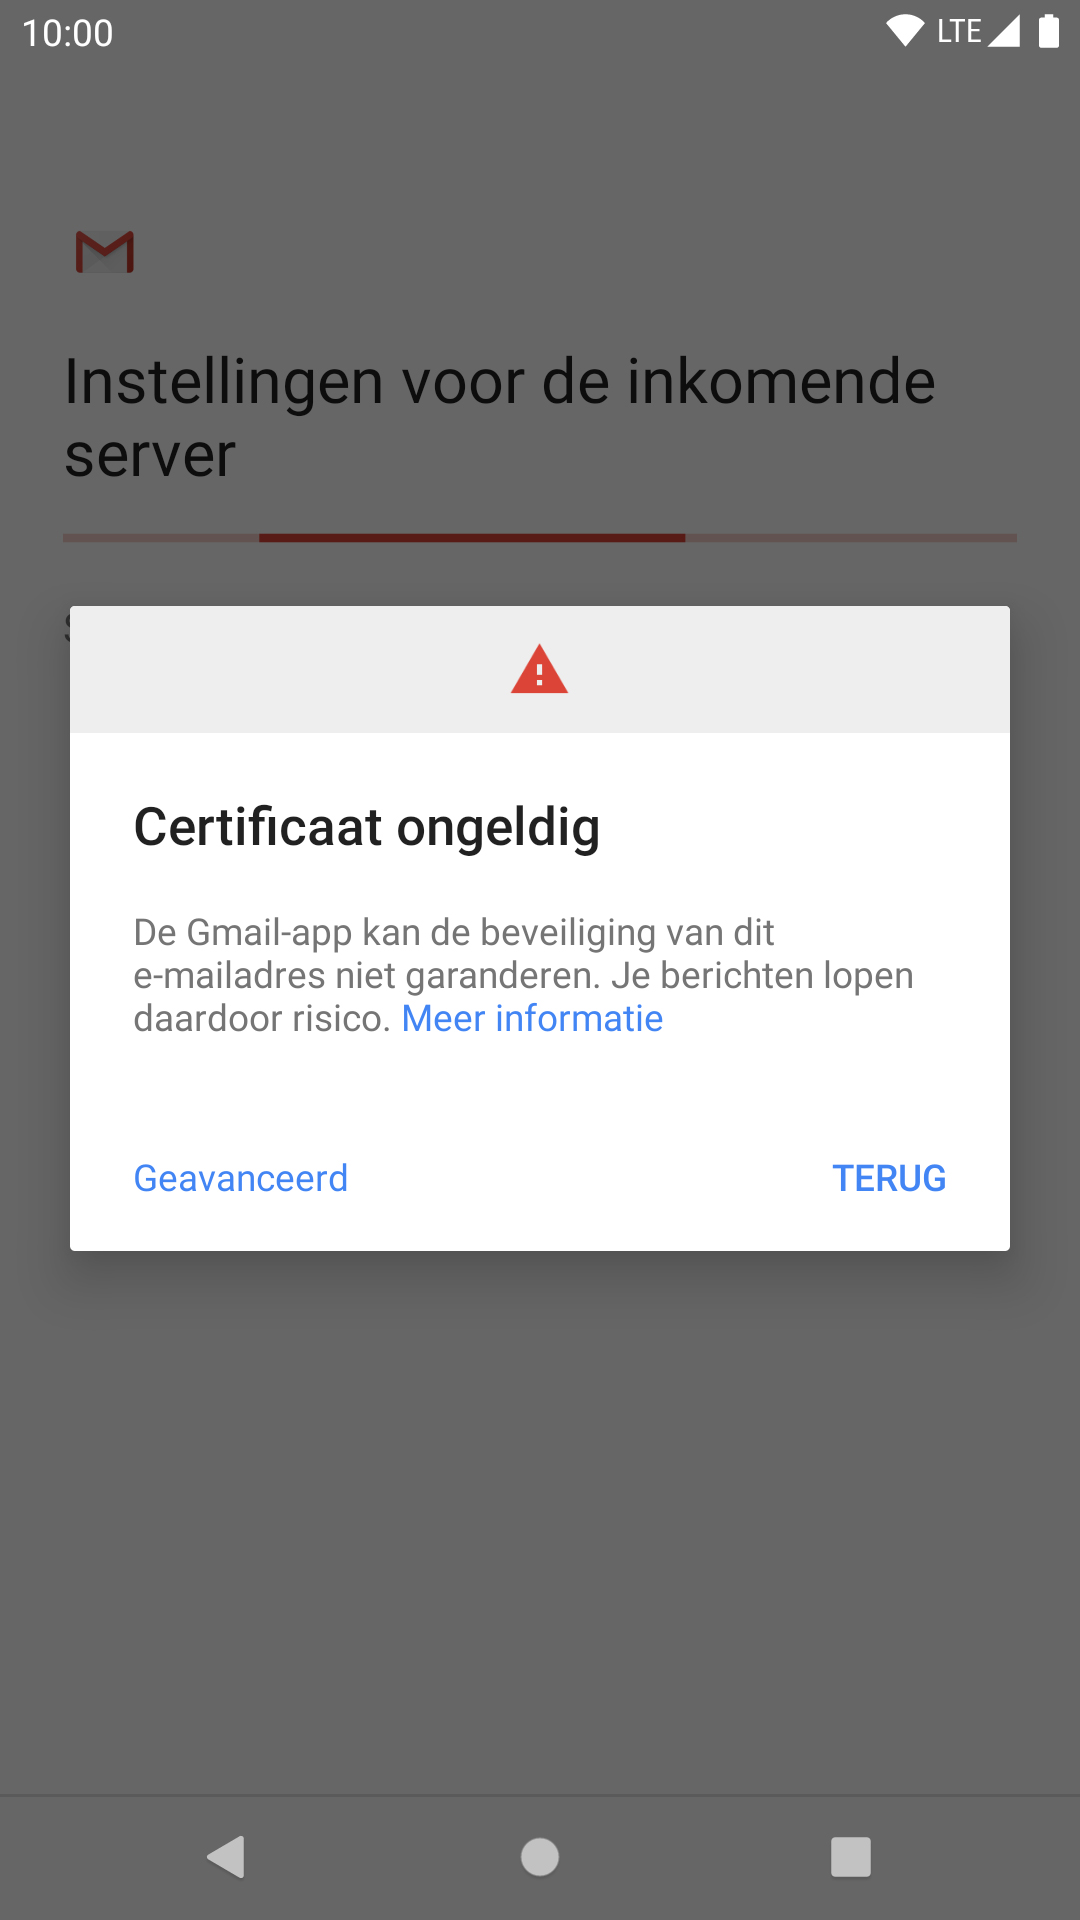 10:00
LTE
Instellingen voor de inkomende
server
Certificaat ongeldig
De Gmail-app kan de beveiliging van dit
e-mailadres niet garanderen. Je berichten lopen
daardoor risico. Meer informatie
Geavanceerd
TERUG